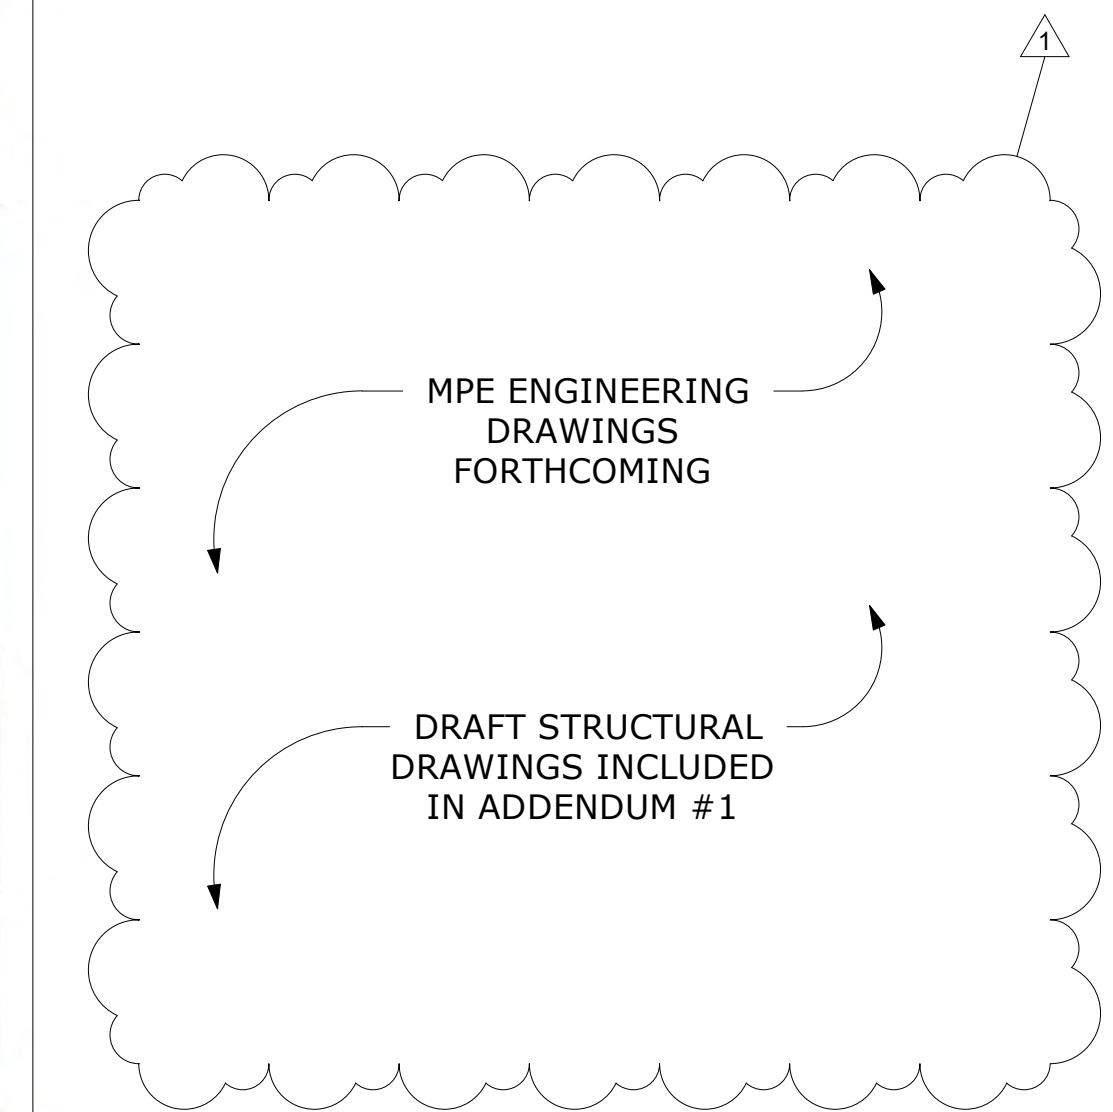 1
MPE ENGINEERING
DRAWINGS
FORTHCOMING
DRAFT STRUCTURAL
DRAWINGS INCLUDED
IN ADDENDUM #1